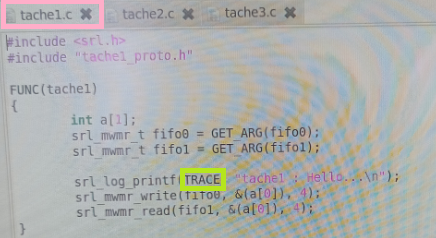 tache1.c ✖ tache2.c ✖ tache3.c ✖
#include <srl.h>
#include "tache1_proto.h"
FUNC(tache1)
{
int a[1];
srl_mwmr_t fifo0 = GET_ARG(fifo0);
srl_mwmr_t fifo1 = GET_ARG(fifo1);
srl_log_printf(TRACE "tache1 : Hello...\n");
srl_mwmr_write(fifo0, &(a[0]), 4);
srl_mwmr_read(fifo1, &(a[0]), 4);
}